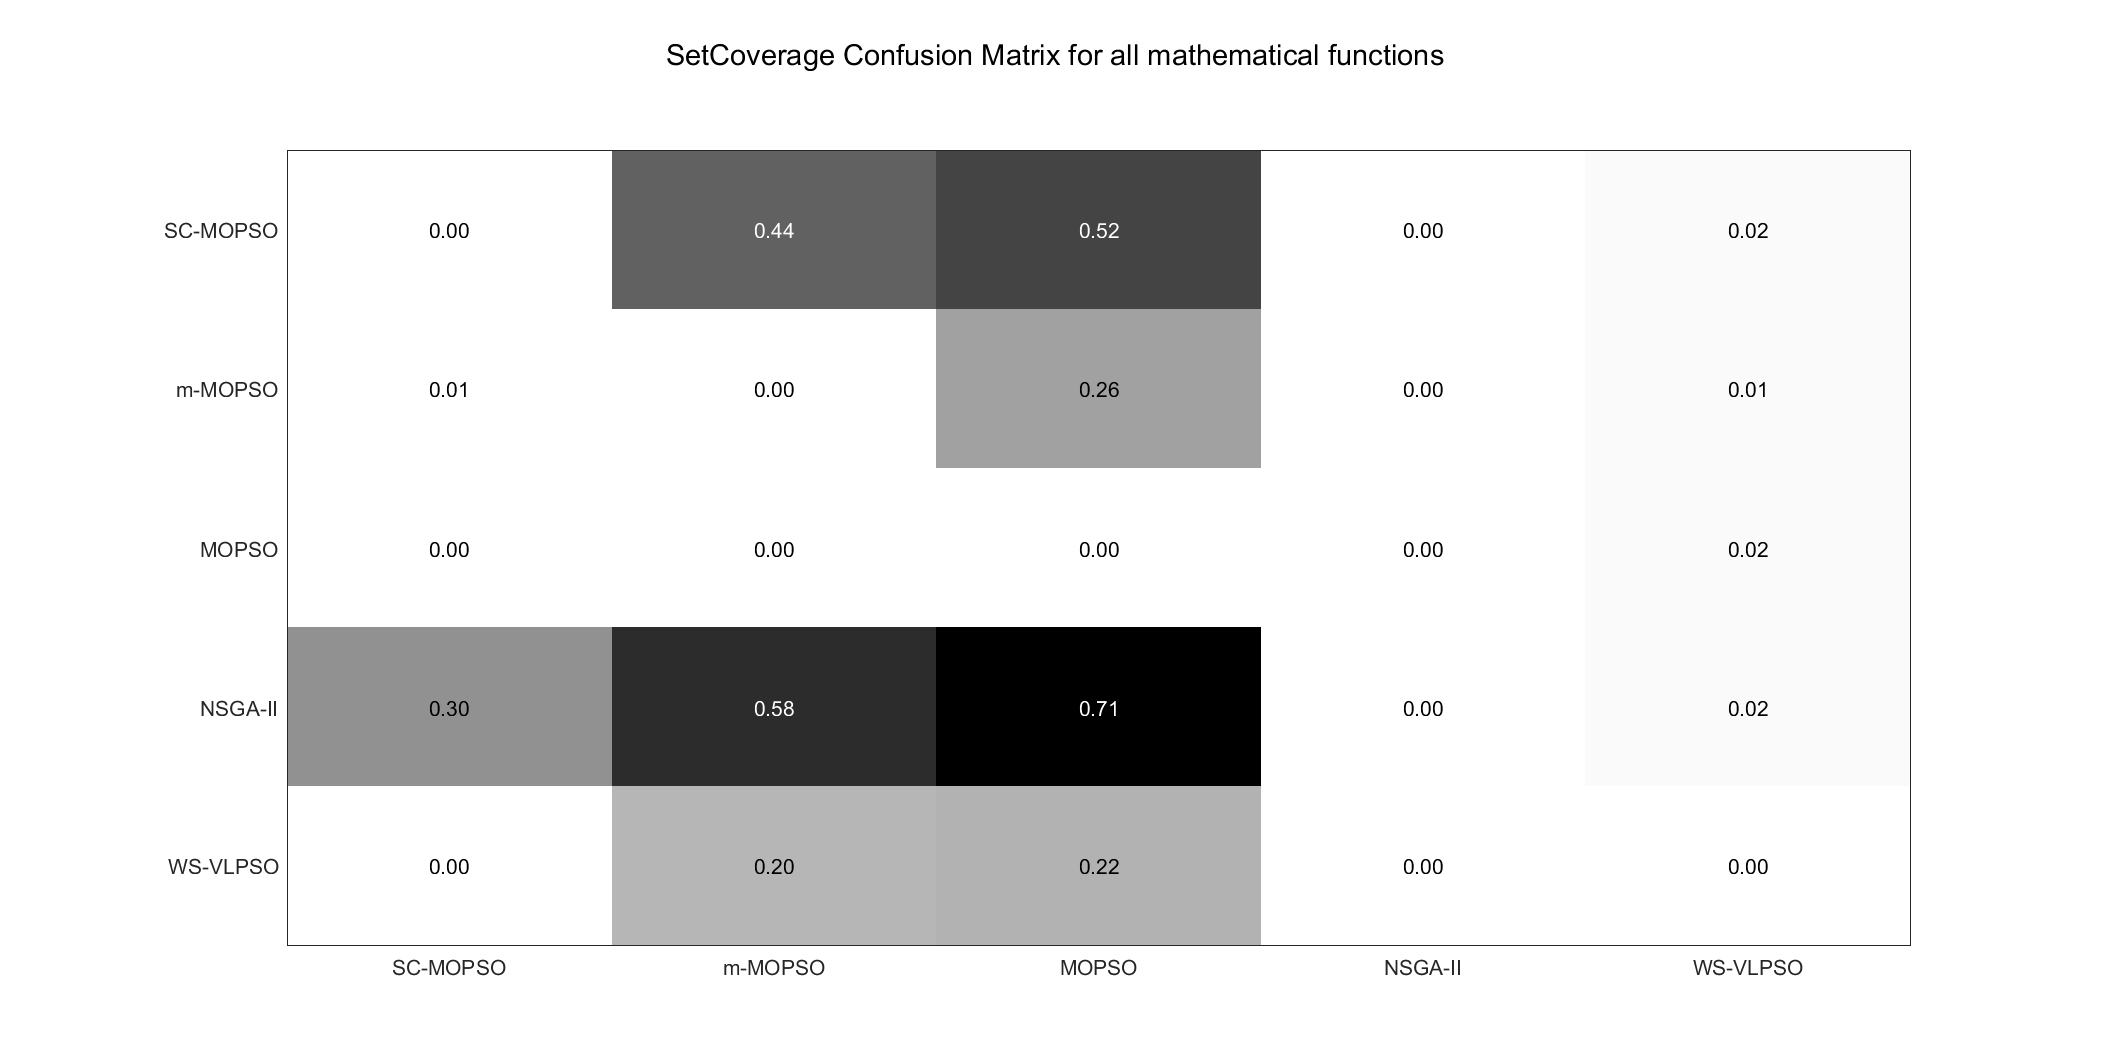 SetCoverage Confusion Matrix for all mathematical functions
SC-MOPSO 0.00 0.44 0.52 0.00 0.02
m-MOPSO 0.01 0.00 0.26 0.00 0.01
MOPSO 0.00 0.00 0.00 0.00 0.02
NSGA-II 0.30 0.58 0.71 0.00 0.02
WS-VLPSO 0.00 0.20 0.22 0.00 0.00
SC-MOPSO m-MOPSO MOPSO NSGA-II WS-VLPSO